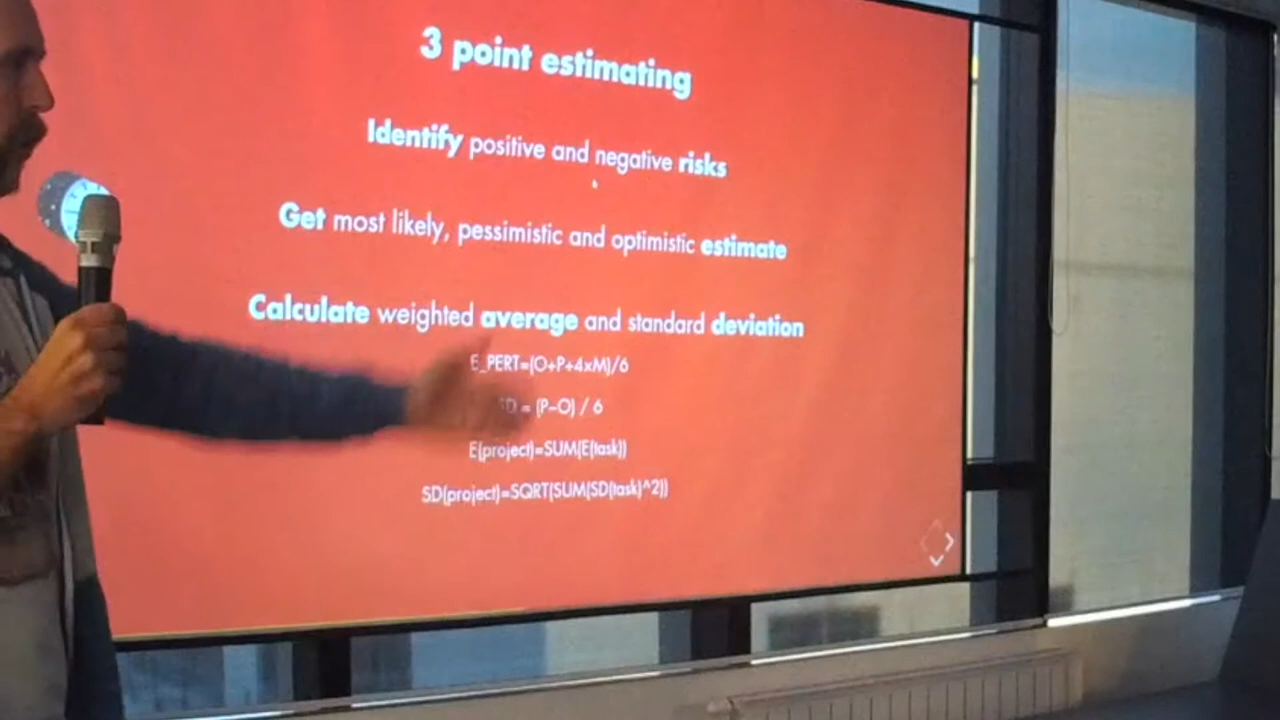 3 point estimating
Identify positive and negative risks
Get most likely, pessimistic and optimistic estimate
Calculate weighted average and standard deviation
E_PERT=(O+P+4xM)/6
SD = (P-O) / 6
E(project)=SUM(E(task))
SD(project)=SQRT(SUM(SD(task)^2))